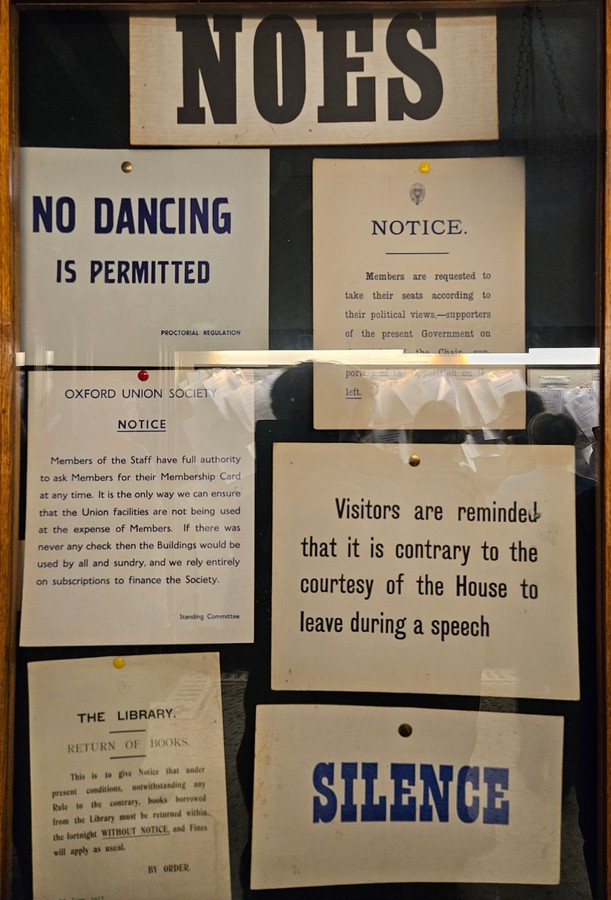 NOES
NO DANCING
IS PERMITTED
PROCTORIAL REGULATION
NOTICE.
Members are requested to
take their seats according to
their political views,—supporters
of the present Government on
of the Chair,
left.
OXFORD UNION SOCIETY
NOTICE
Members of the Staff have full authority
to ask Members for their Membership Card
at any time. It is the only way we can ensure
that the Union facilities are not being used
at the expense of Members. If there was
never any check then the Buildings would be
used by all and sundry, and we rely entirely
on subscriptions to finance the Society.
Standing Committee
Visitors are reminded
that it is contrary to the
courtesy of the House to
leave during a speech
THE LIBRARY.
RETURN OF BOOKS.
This is to give Notice that under
present conditions, notwithstanding any
Rule to the contrary, books borrowed
from the Library must be returned within
the fortnight WITHOUT NOTICE, and Fines
will apply as usual.
BY ORDER.
SILENCE